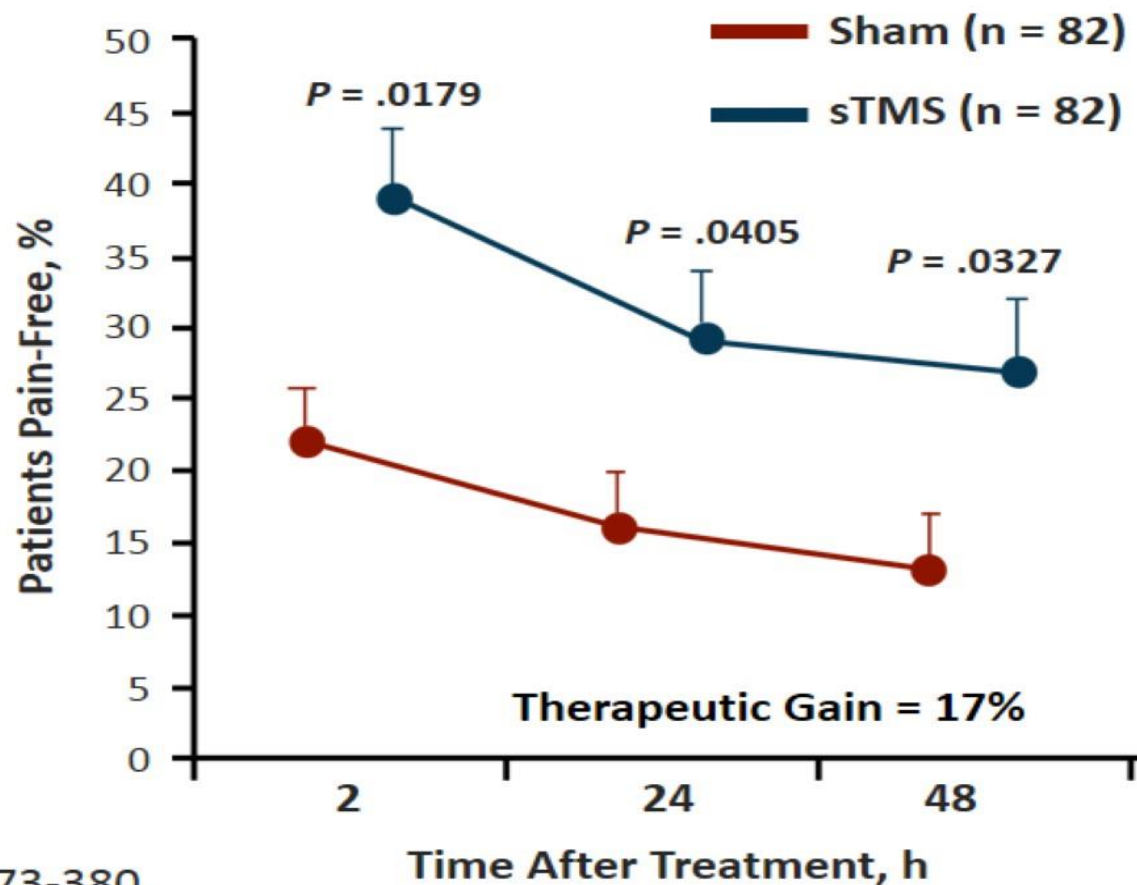 Sham (n = 82)
sTMS (n = 82)
50
45
40
35
30
25
20
15
10
5
0
Patients Pain-Free, %
P = .0179
P = .0405
P = .0327
Therapeutic Gain = 17%
2 24 48
Time After Treatment, h
73-380